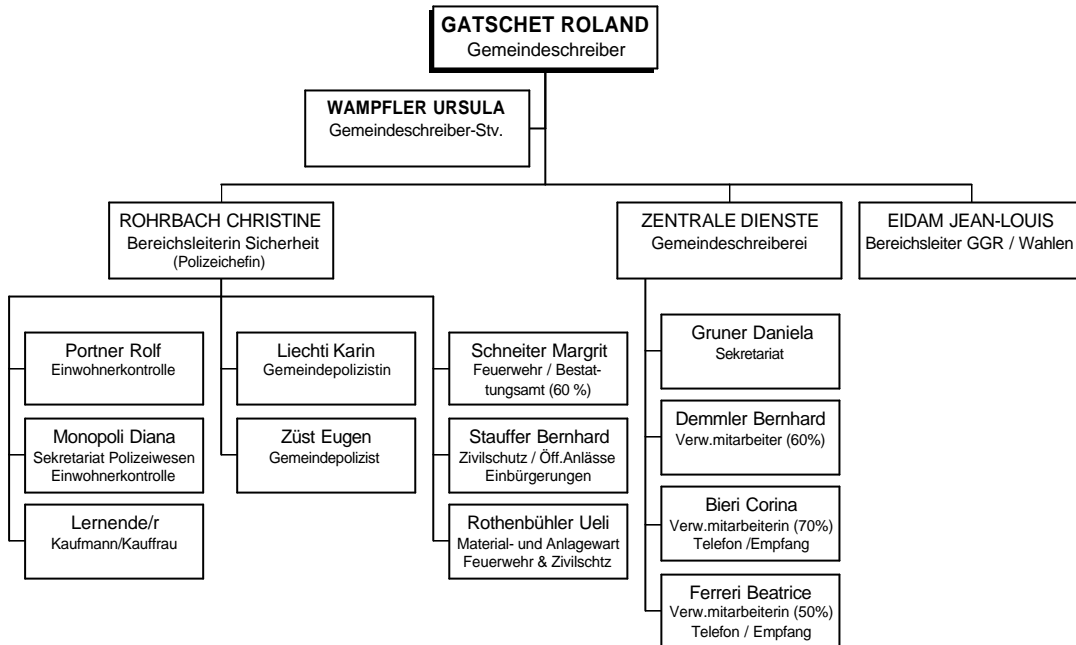 GATSCHET ROLAND
Gemeindeschreiber
WAMPFLER URSULA
Gemeindeschreiber-Stv.
ROHRBACH CHRISTINE
Bereichsleiterin Sicherheit
(Polizeichefin)
ZENTRALE DIENSTE
Gemeindeschreiberei
EIDAM JEAN-LOUIS
Bereichsleiter GGR / Wahlen
Portner Rolf
Einwohnerkontrolle
Monopoli Diana
Sekretariat Polizeiwesen
Einwohnerkontrolle
Lernende/r
Kaufmann/Kauffrau
Liechti Karin
Gemeindepolizistin
Züst Eugen
Gemeindepolizist
Schneiter Margrit
Feuerwehr / Bestat-
tungsamt (60 %)
Stauffer Bernhard
Zivilschutz / Öff.Anlässe
Einbürgerungen
Rothenbühler Ueli
Material- und Anlagewart
Feuerwehr & Zivilschtz
Gruner Daniela
Sekretariat
Demmler Bernhard
Verw.mitarbeiter (60%)
Bieri Corina
Verw.mitarbeiterin (70%)
Telefon /Empfang
Ferreri Beatrice
Verw.mitarbeiterin (50%)
Telefon / Empfang